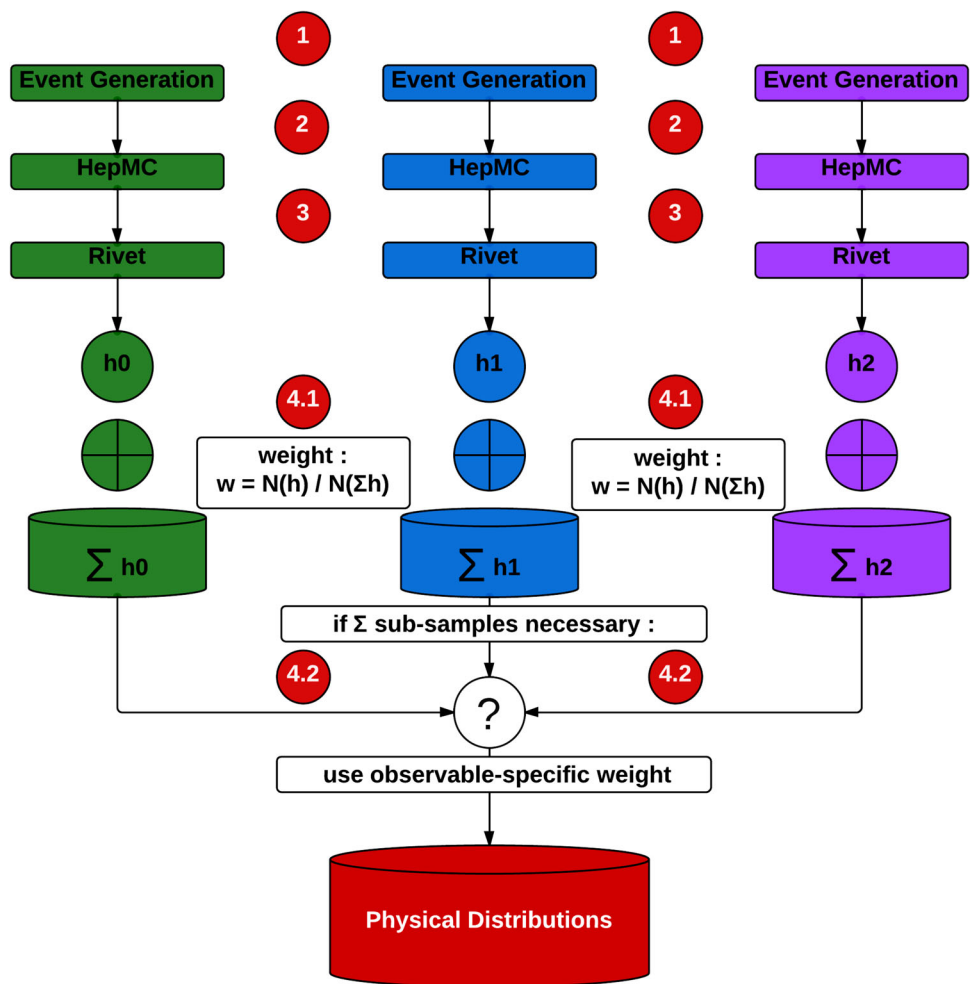 1
1
Event Generation
Event Generation
Event Generation
2
2
HepMC
HepMC
HepMC
3
3
Rivet
Rivet
Rivet
h0
h1
h2
4.1
4.1
weight :
w = N(h) / N(Σh)
weight :
w = N(h) / N(Σh)
Σ h0
Σ h1
Σ h2
if Σ sub-samples necessary :
4.2
4.2
?
use observable-specific weight
Physical Distributions